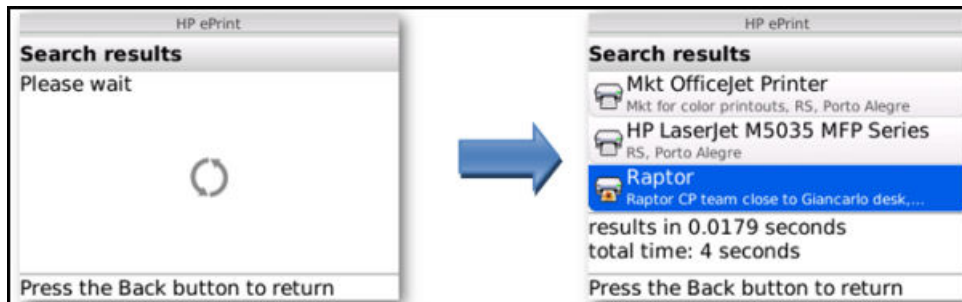 HP ePrint
Search results
Please wait
Press the Back button to return
HP ePrint
Search results
Mkt OfficeJet Printer
Mkt for color printouts, RS, Porto Alegre
HP LaserJet M5035 MFP Series
RS, Porto Alegre
Raptor
Raptor CP team close to Giancarlo desk,...
results in 0.0179 seconds
total time: 4 seconds
Press the Back button to return